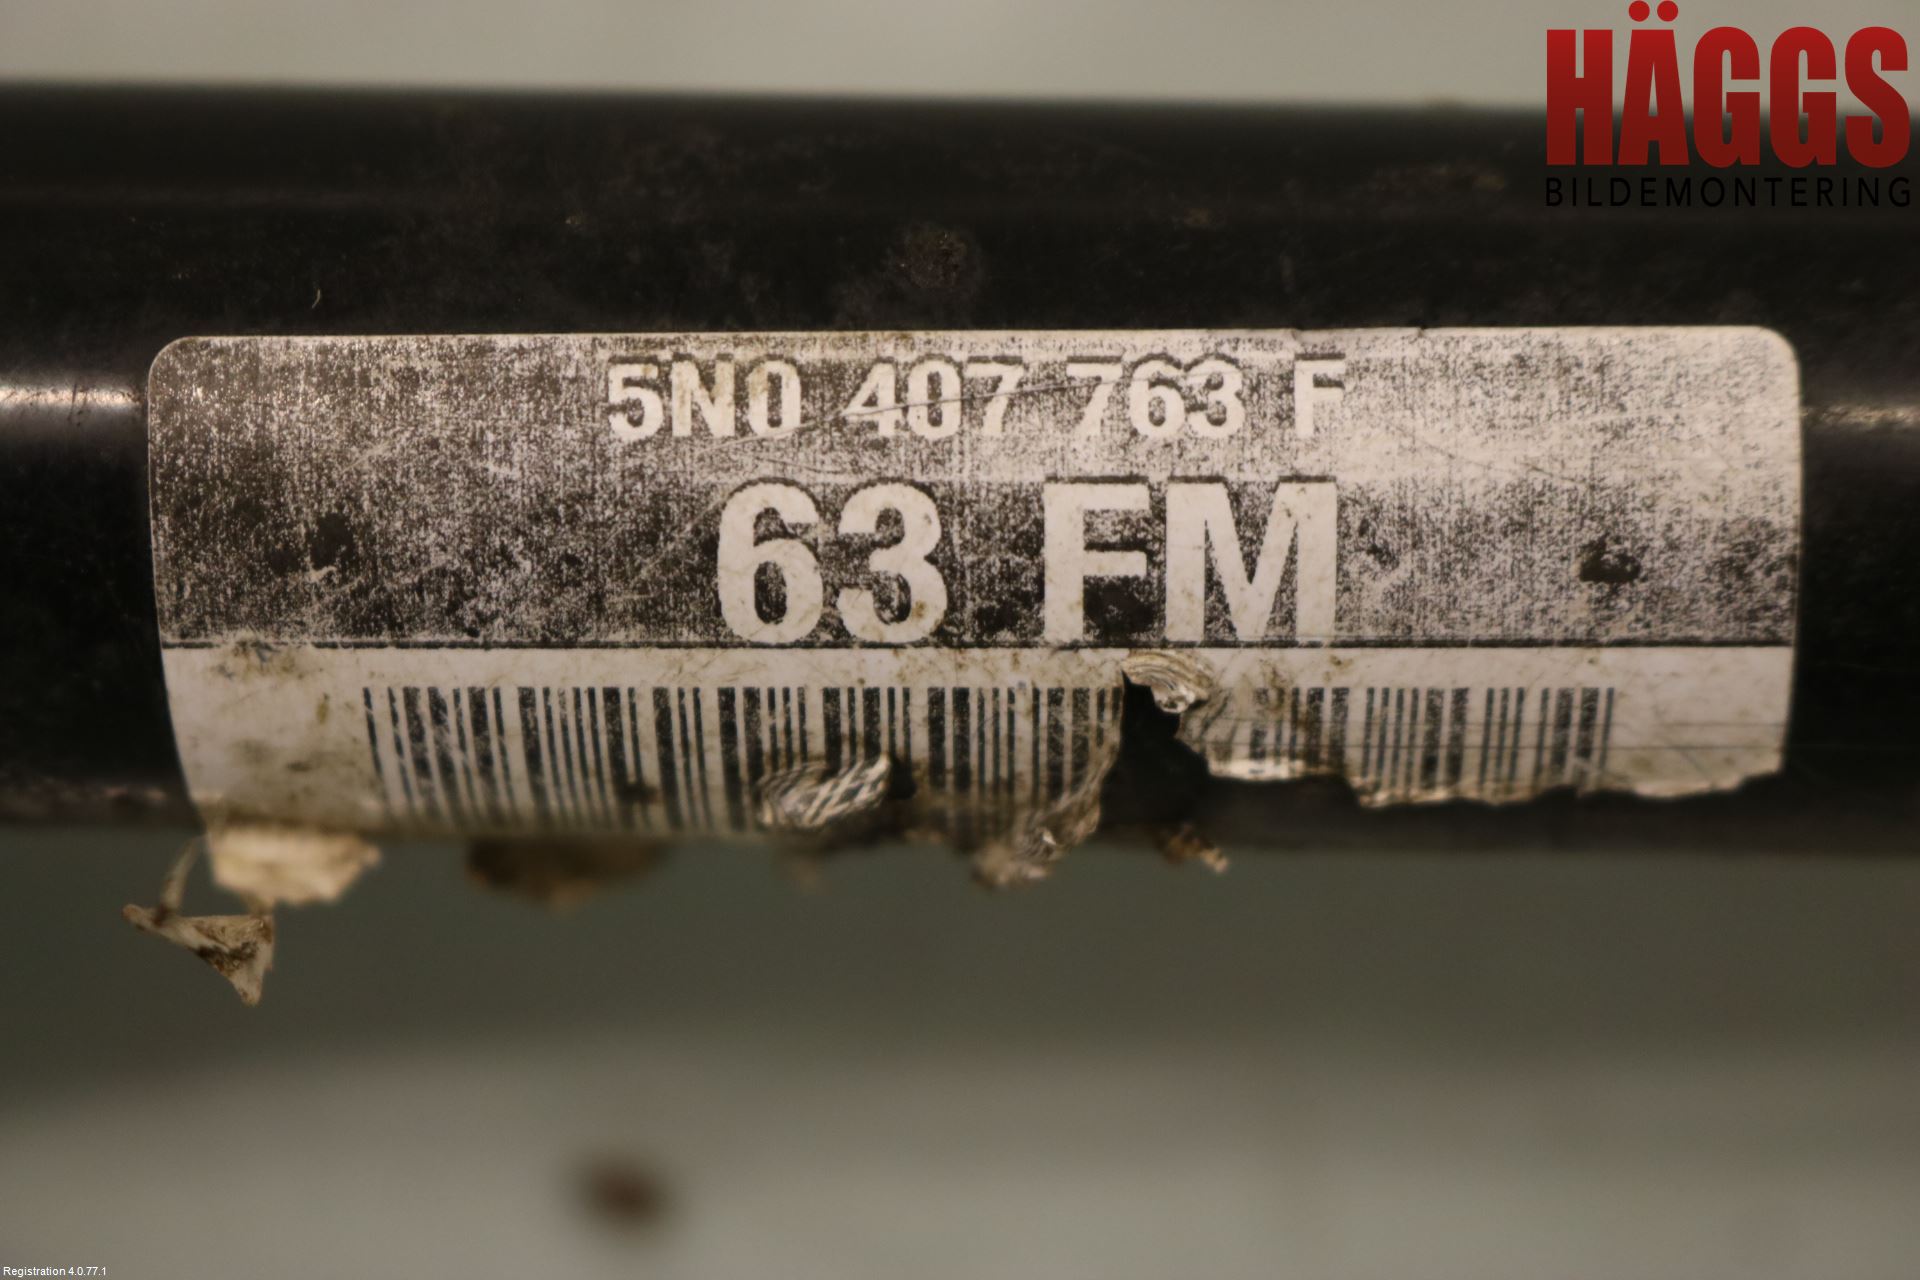 HÄGGS
BILDEMONTERING
5N0 407 763 F
63 FM
Registration 4.0.77.1